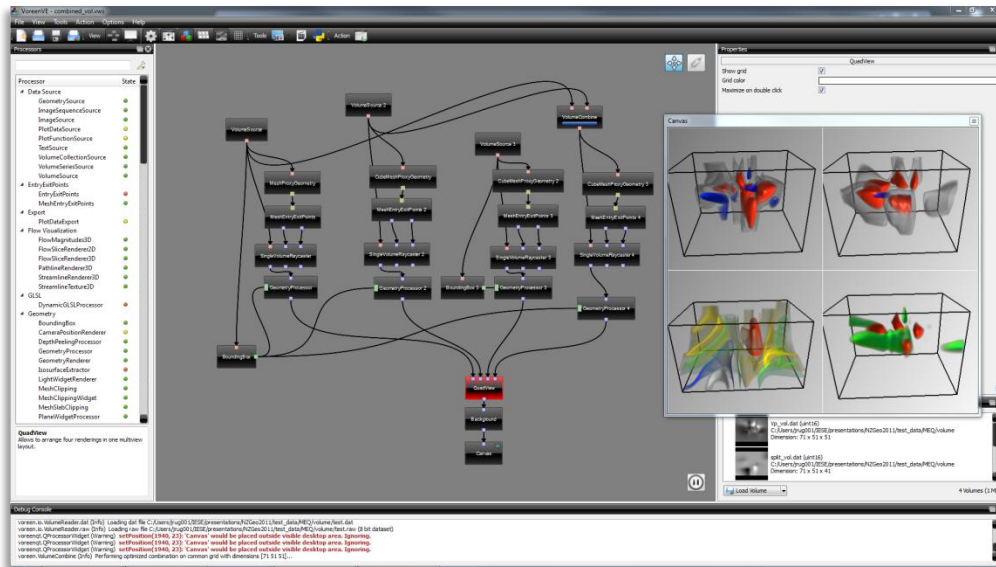 VoreenVE - combined_vol.vws
File View Tools Action Options Help
View Tools Action
Processors
Processor State
Data Source
GeometrySource
ImageSequenceSource
ImageSource
PlotDataSource
PlotFunctionSource
TextSource
VolumeCollectionSource
VolumeSeriesSource
VolumeSource
EntryExitPoints
EntryExitPoints
MeshEntryExitPoints
Export
PlotDataExport
Flow Visualization
FlowMagnitudes3D
FlowSliceRenderer2D
FlowSliceRenderer3D
PathlineRenderer3D
StreamlineRenderer3D
StreamlineTexture3D
GLSL
DynamicGLSLProcessor
Geometry
BoundingBox
CameraPositionRenderer
DepthPeelingProcessor
GeometryProcessor
GeometryRenderer
IsosurfaceExtractor
LightWidgetRenderer
MeshClipping
MeshClippingWidget
MeshSlabClipping
PlaneWidgetProcessor
QuadView
Allows to arrange four renderings in one multiview
layout.
VolumeSource
VolumeSource 2
VolumeCombine
VolumeSource 3
MeshProxyGeometry
CubeMeshProxyGeometry
CubeMeshProxyGeometry 2
CubeMeshProxyGeometry 3
MeshEntryExitPoints
MeshEntryExitPoints 2
MeshEntryExitPoints 3
MeshEntryExitPoints 4
SingleVolumeRaycaster
SingleVolumeRaycaster 2
SingleVolumeRaycaster 3
SingleVolumeRaycaster 4
GeometryProcessor
GeometryProcessor 2
BoundingBox 3
GeometryProcessor 3
GeometryProcessor 4
BoundingBox
QuadView
Background
Canvas
Properties
QuadView
Show grid
Grid color
Maximize on double click
Canvas
Vp_vol.dat (uint16)
C:/Users/jrug001/IESE/presentations/NZGeo2011/test_data/MEQ/volume
Dimension: 71 x 51 x 51
split_vol.dat (uint16)
C:/Users/jrug001/IESE/presentations/NZGeo2011/test_data/MEQ/volume
Dimension: 71 x 51 x 41
Load Volume
Debug Console
voreen.io.VolumeReader.dat (Info) Loading dat file C:/Users/jrug001/IESE/presentations/NZGeo2011/test_data/MEQ/volume/test.dat
voreen.io.VolumeReader.raw (Info) Loading raw file C:/Users/jrug001/IESE/presentations/NZGeo2011/test_data/MEQ/volume/test.raw (8 bit dataset)
voreenqt.QProcessorWidget (Warning) setPosition(1940, 23): 'Canvas' would be placed outside visible desktop area. Ignoring.
voreenqt.QProcessorWidget (Warning) setPosition(1940, 23): 'Canvas' would be placed outside visible desktop area. Ignoring.
voreenqt.QProcessorWidget (Warning) setPosition(1940, 23): 'Canvas' would be placed outside visible desktop area. Ignoring.
voreen.VolumeCombine (Info) Performing optimized combination on common grid with dimensions [71 51 51]...